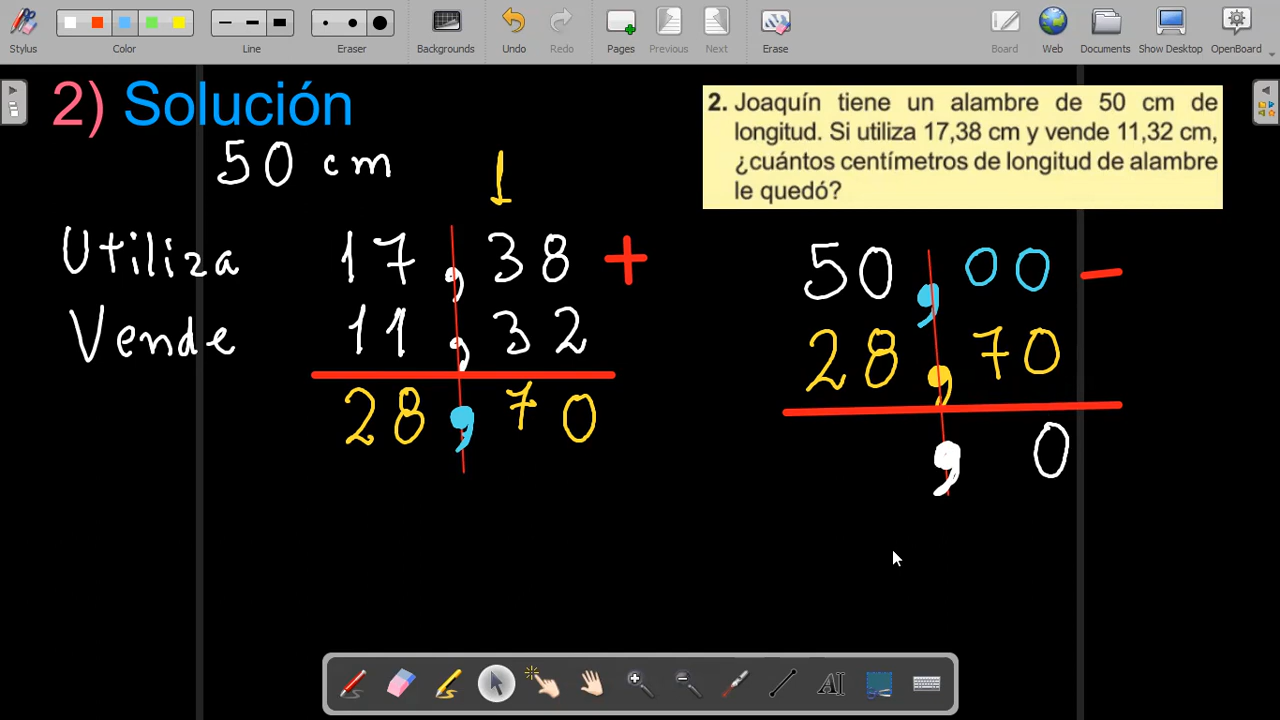 Stylus Color Line Eraser Backgrounds Undo Redo Pages Previous Next Erase Board Web Documents Show Desktop OpenBoard
2) Solución
50 cm
1
Utiliza 17,38 +
Vende 11,32
28,70
2. Joaquín tiene un alambre de 50 cm de
longitud. Si utiliza 17,38 cm y vende 11,32 cm,
¿cuántos centímetros de longitud de alambre
le quedó?
50,00 −
28,70
, 0
AI